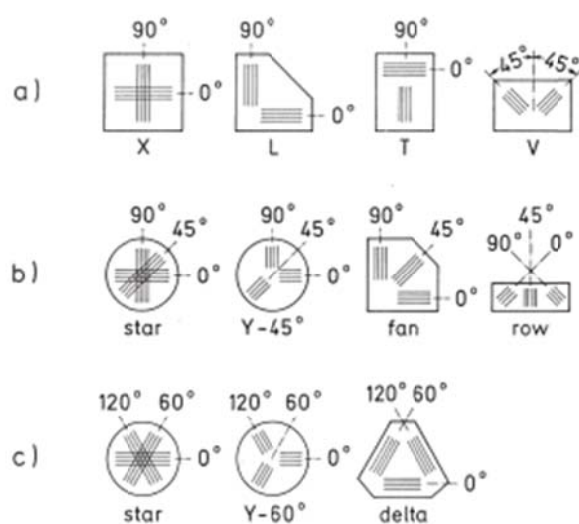 90° 90° 90° 45° 45°
a) 0° 0° 0°
X L T V
90° 45° 90° 45° 90° 45° 45°
90° 0°
b) 0° 0° 0°
star Y-45° fan row
120° 60° 120° 60° 120° 60°
c) 0° 0° 0°
star Y-60° delta